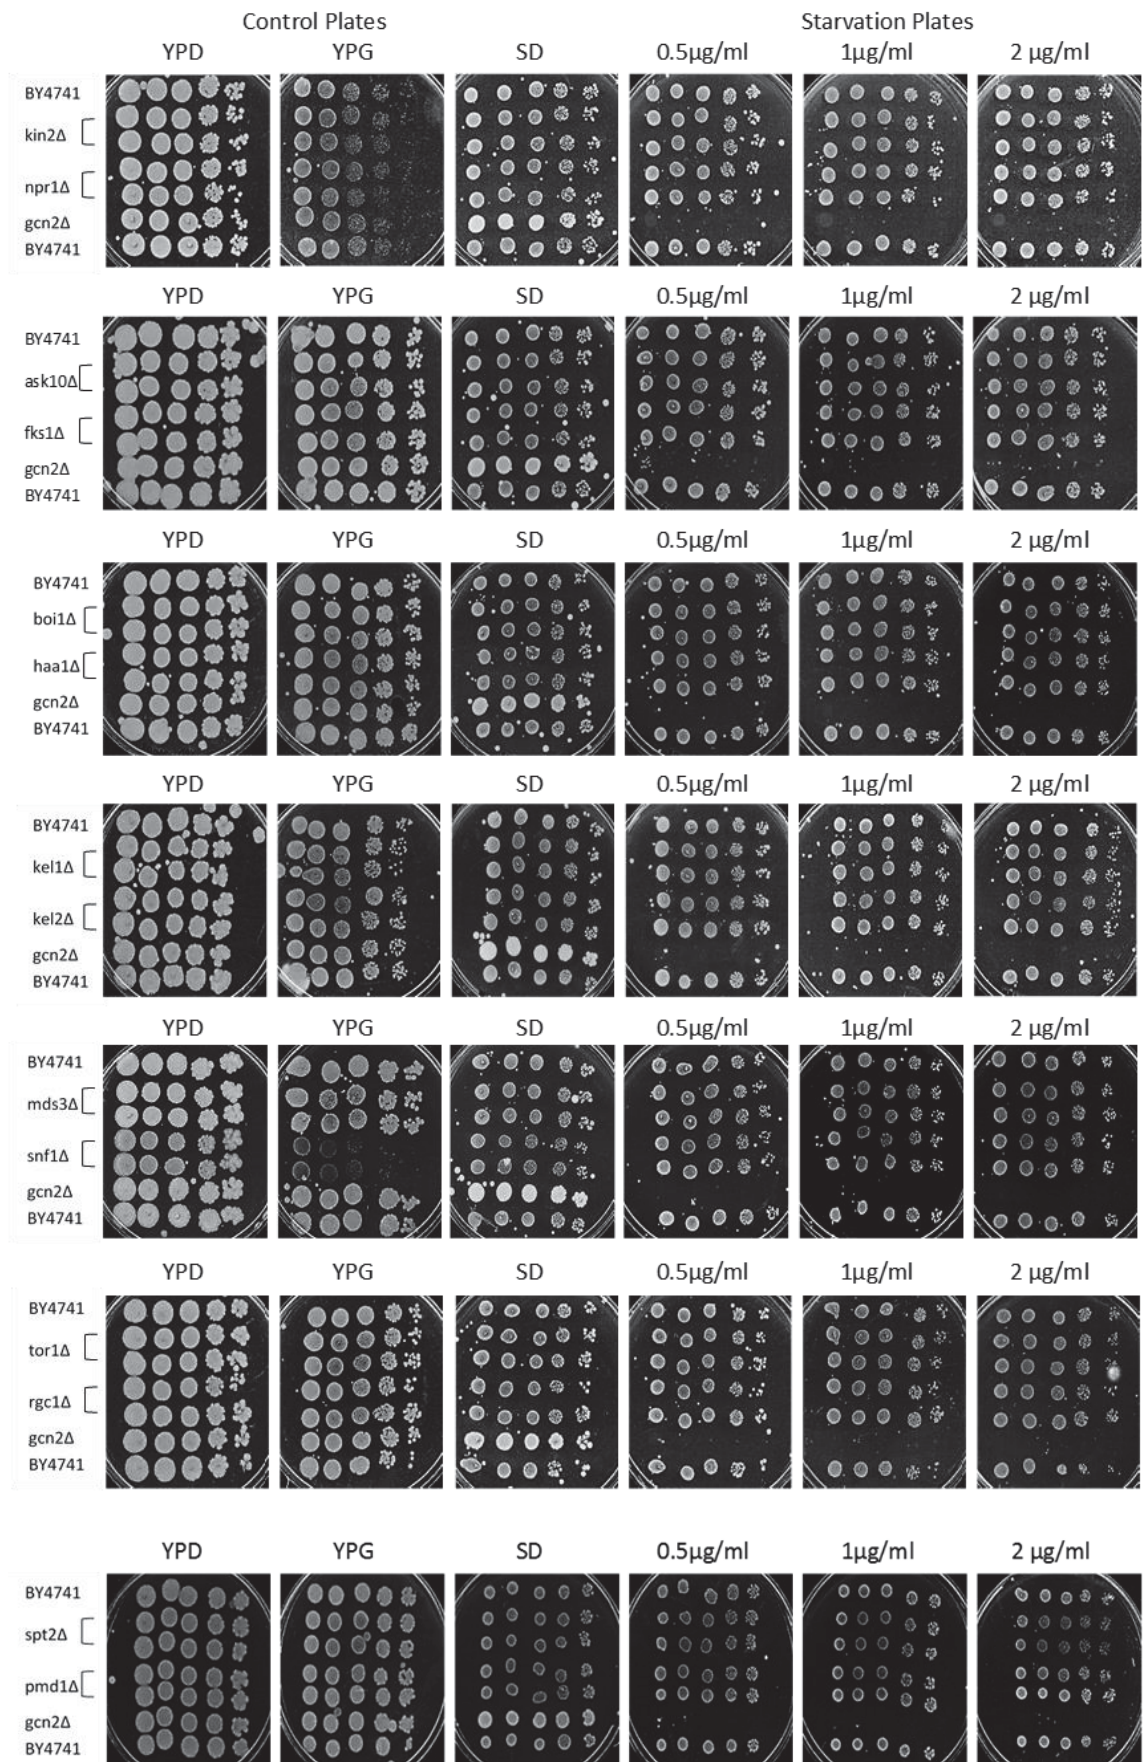 Control Plates Starvation Plates
YPD YPG SD 0.5µg/ml 1µg/ml 2 µg/ml
BY4741
kin2Δ
npr1Δ
gcn2Δ
BY4741
YPD YPG SD 0.5µg/ml 1µg/ml 2 µg/ml
BY4741
ask10Δ
fks1Δ
gcn2Δ
BY4741
YPD YPG SD 0.5µg/ml 1µg/ml 2 µg/ml
BY4741
boi1Δ
haa1Δ
gcn2Δ
BY4741
YPD YPG SD 0.5µg/ml 1µg/ml 2 µg/ml
BY4741
kel1Δ
kel2Δ
gcn2Δ
BY4741
YPD YPG SD 0.5µg/ml 1µg/ml 2 µg/ml
BY4741
mds3Δ
snf1Δ
gcn2Δ
BY4741
YPD YPG SD 0.5µg/ml 1µg/ml 2 µg/ml
BY4741
tor1Δ
rgc1Δ
gcn2Δ
BY4741
YPD YPG SD 0.5µg/ml 1µg/ml 2 µg/ml
BY4741
spt2Δ
pmd1Δ
gcn2Δ
BY4741